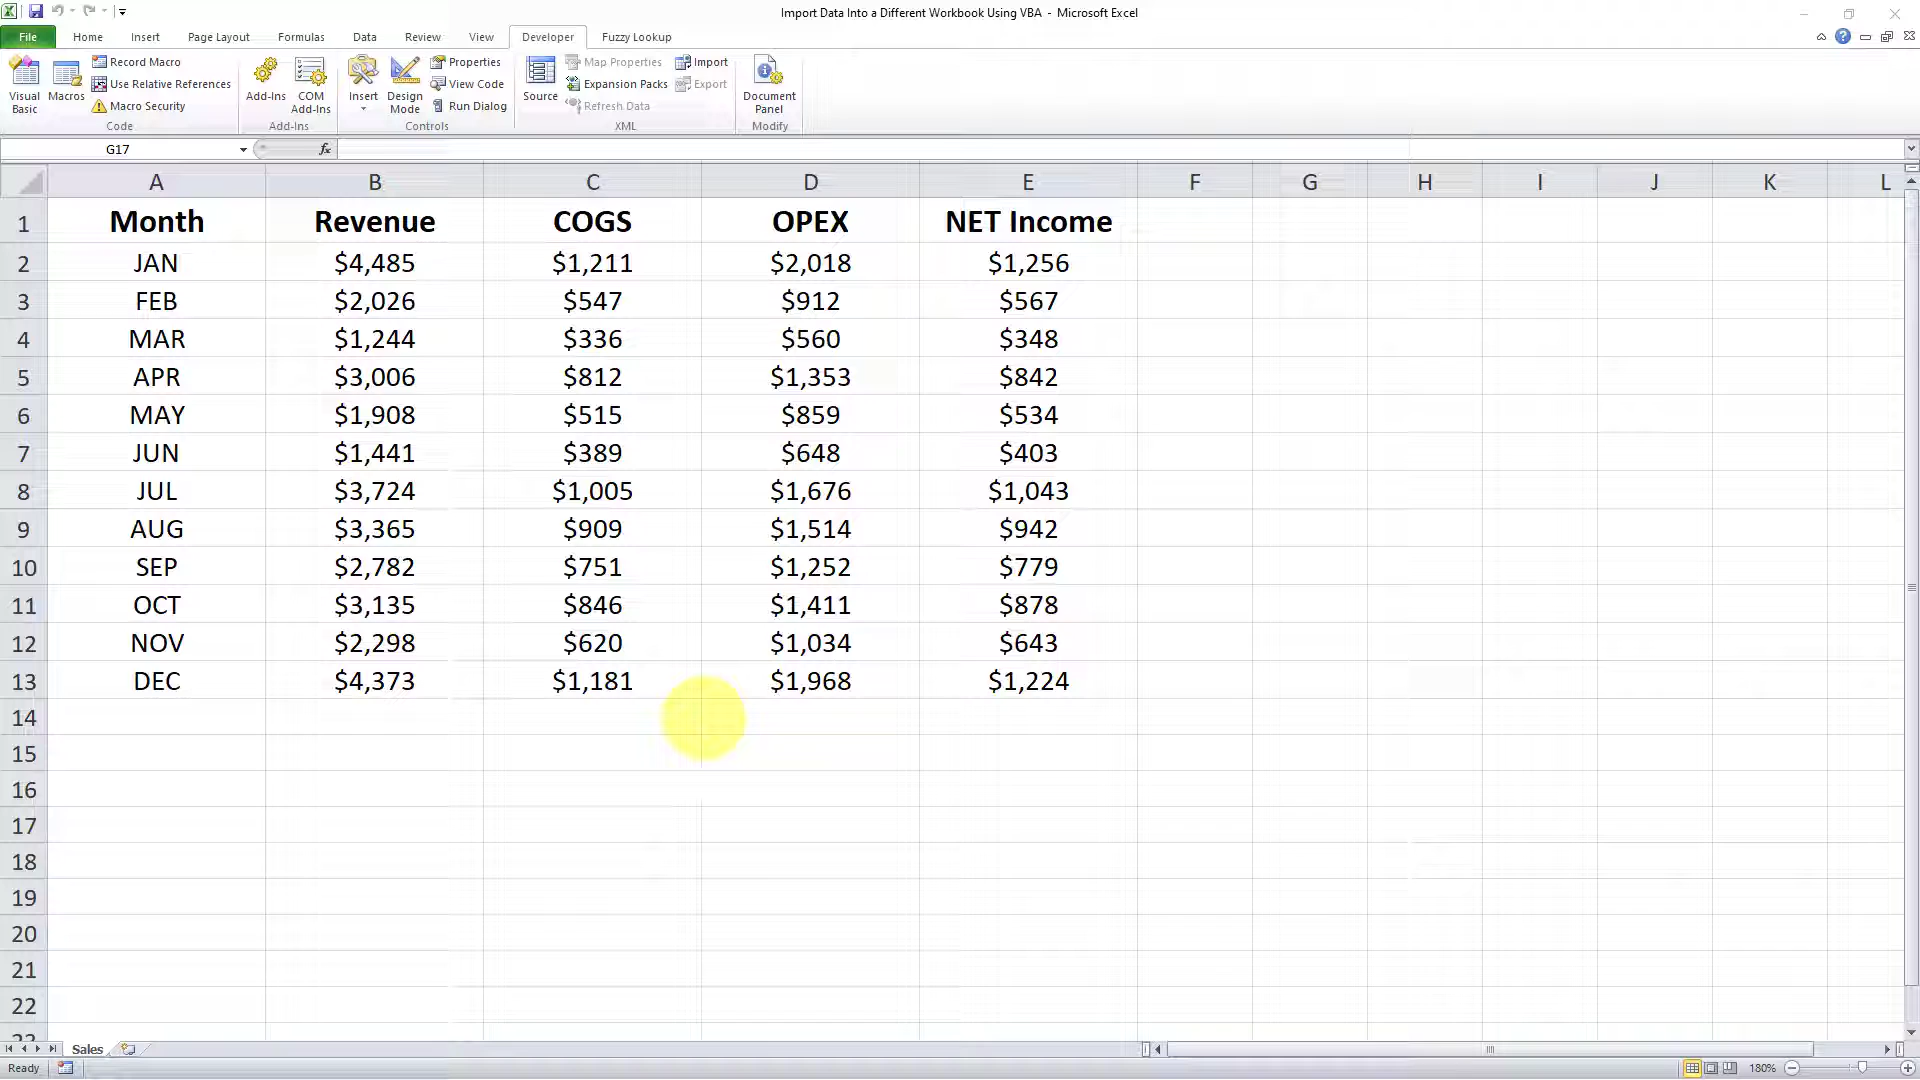 Import Data Into a Different Workbook Using VBA - Microsoft Excel
File Home Insert Page Layout Formulas Data Review View Developer Fuzzy Lookup
Visual Basic
Macros
Record Macro
Use Relative References
Macro Security
Code
Add-Ins
COM Add-Ins
Add-Ins
Insert
Design Mode
Properties
View Code
Run Dialog
Controls
Source
Map Properties
Expansion Packs
Refresh Data
Import
Export
XML
Document Panel
Modify
G17 fx
A B C D E F G H I J K L
1 Month Revenue COGS OPEX NET Income
2 JAN $4,485 $1,211 $2,018 $1,256
3 FEB $2,026 $547 $912 $567
4 MAR $1,244 $336 $560 $348
5 APR $3,006 $812 $1,353 $842
6 MAY $1,908 $515 $859 $534
7 JUN $1,441 $389 $648 $403
8 JUL $3,724 $1,005 $1,676 $1,043
9 AUG $3,365 $909 $1,514 $942
10 SEP $2,782 $751 $1,252 $779
11 OCT $3,135 $846 $1,411 $878
12 NOV $2,298 $620 $1,034 $643
13 DEC $4,373 $1,181 $1,968 $1,224
14
15
16
17
18
19
20
21
22
23
Sales
Ready 180%